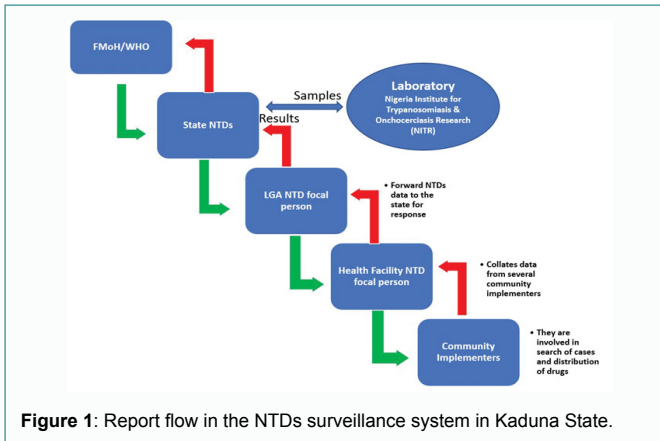 FMoH/WHO
Laboratory
Nigeria Institute for
Trypanosomiasis &
Onchocerciasis Research
(NITR)
Samples
State NTDs
Results
LGA NTD focal
person
• Forward NTDs
data to the
state for
response
Health Facility NTD
focal person
• Collates data
from several
community
implementers
Community
Implementers
• They are
involved in
search of cases
and distribution
of drugs
Figure 1: Report flow in the NTDs surveillance system in Kaduna State.